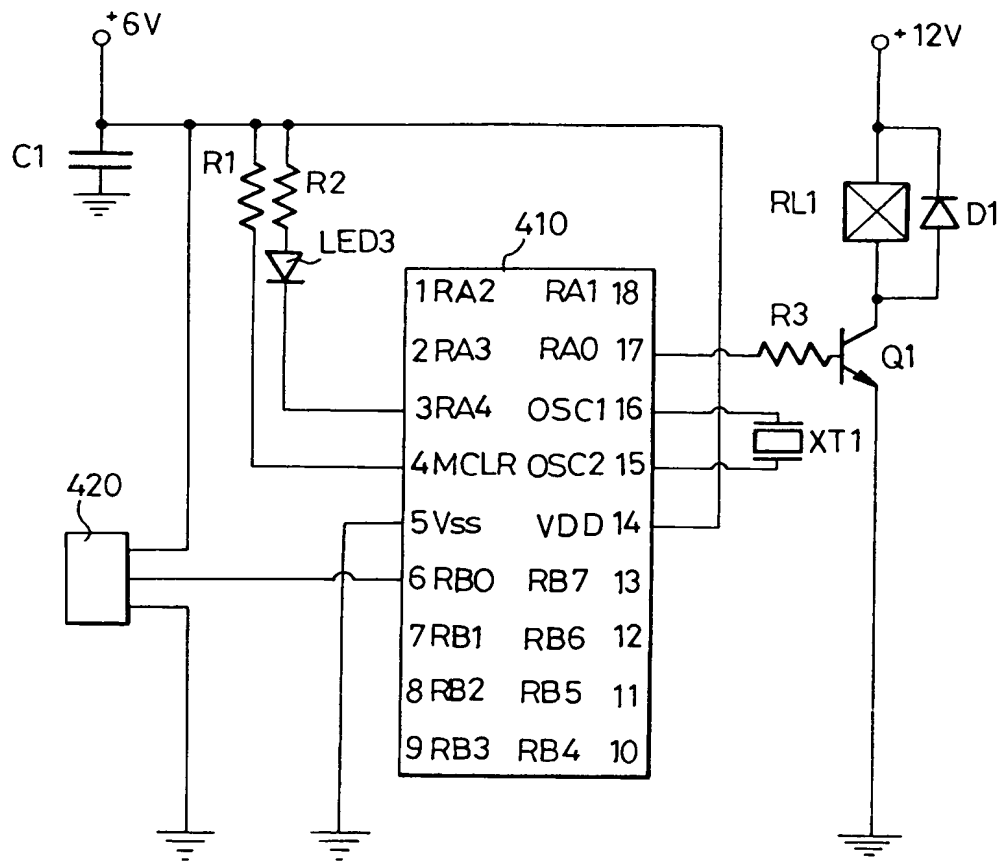 +6V
+12V
C1
R1
R2
RL1
D1
LED3
410
1 RA2 RA1 18
R3
2 RA3 RA0 17
Q1
3 RA4 OSC1 16
XT1
4 MCLR OSC2 15
420
5 Vss VDD 14
6 RB0 RB7 13
7 RB1 RB6 12
8 RB2 RB5 11
9 RB3 RB4 10